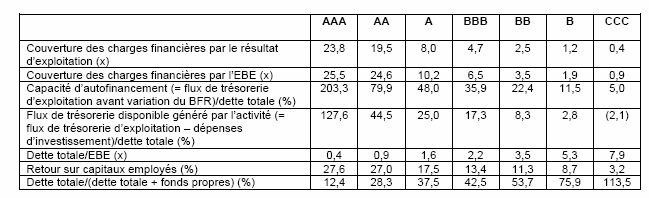 AAA AA A BBB BB B CCC
Couverture des charges financières par le résultat
d'exploitation (x) 23,8 19,5 8,0 4,7 2,5 1,2 0,4
Couverture des charges financières par l'EBE (x) 25,5 24,6 10,2 6,5 3,5 1,9 0,9
Capacité d'autofinancement (= flux de trésorerie
d'exploitation avant variation du BFR)/dette totale (%) 203,3 79,9 48,0 35,9 22,4 11,5 5,0
Flux de trésorerie disponible généré par l'activité (=
flux de trésorerie d'exploitation – dépenses
d'investissement)/dette totale (%) 127,6 44,5 25,0 17,3 8,3 2,8 (2,1)
Dette totale/EBE (x) 0,4 0,9 1,6 2,2 3,5 5,3 7,9
Retour sur capitaux employés (%) 27,6 27,0 17,5 13,4 11,3 8,7 3,2
Dette totale/(dette totale + fonds propres) (%) 12,4 28,3 37,5 42,5 53,7 75,9 113,5